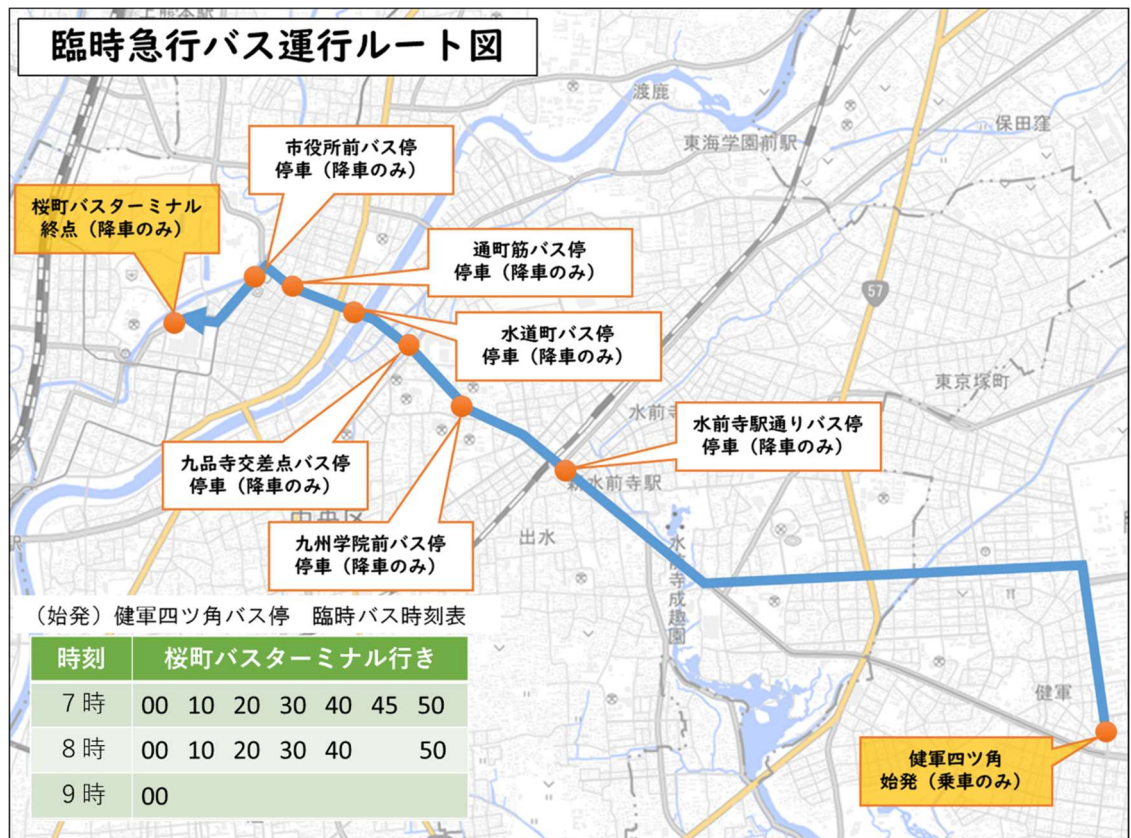 臨時急行バス運行ルート図
渡鹿
保田窪
東海学園前駅
市役所前バス停
停車（降車のみ）
桜町バスターミナル
終点（降車のみ）
通町筋バス停
停車（降車のみ）
57
水道町バス停
停車（降車のみ）
東京塚町
水前寺駅通りバス停
停車（降車のみ）
九品寺交差点バス停
停車（降車のみ）
新水前寺駅
九州学院前バス停
停車（降車のみ）
出水
水前寺成趣園
（始発）健軍四ツ角バス停　臨時バス時刻表
時刻 桜町バスターミナル行き
7時 00 10 20 30 40 45 50
8時 00 10 20 30 40 50
9時 00
健軍
健軍四ツ角
始発（乗車のみ）